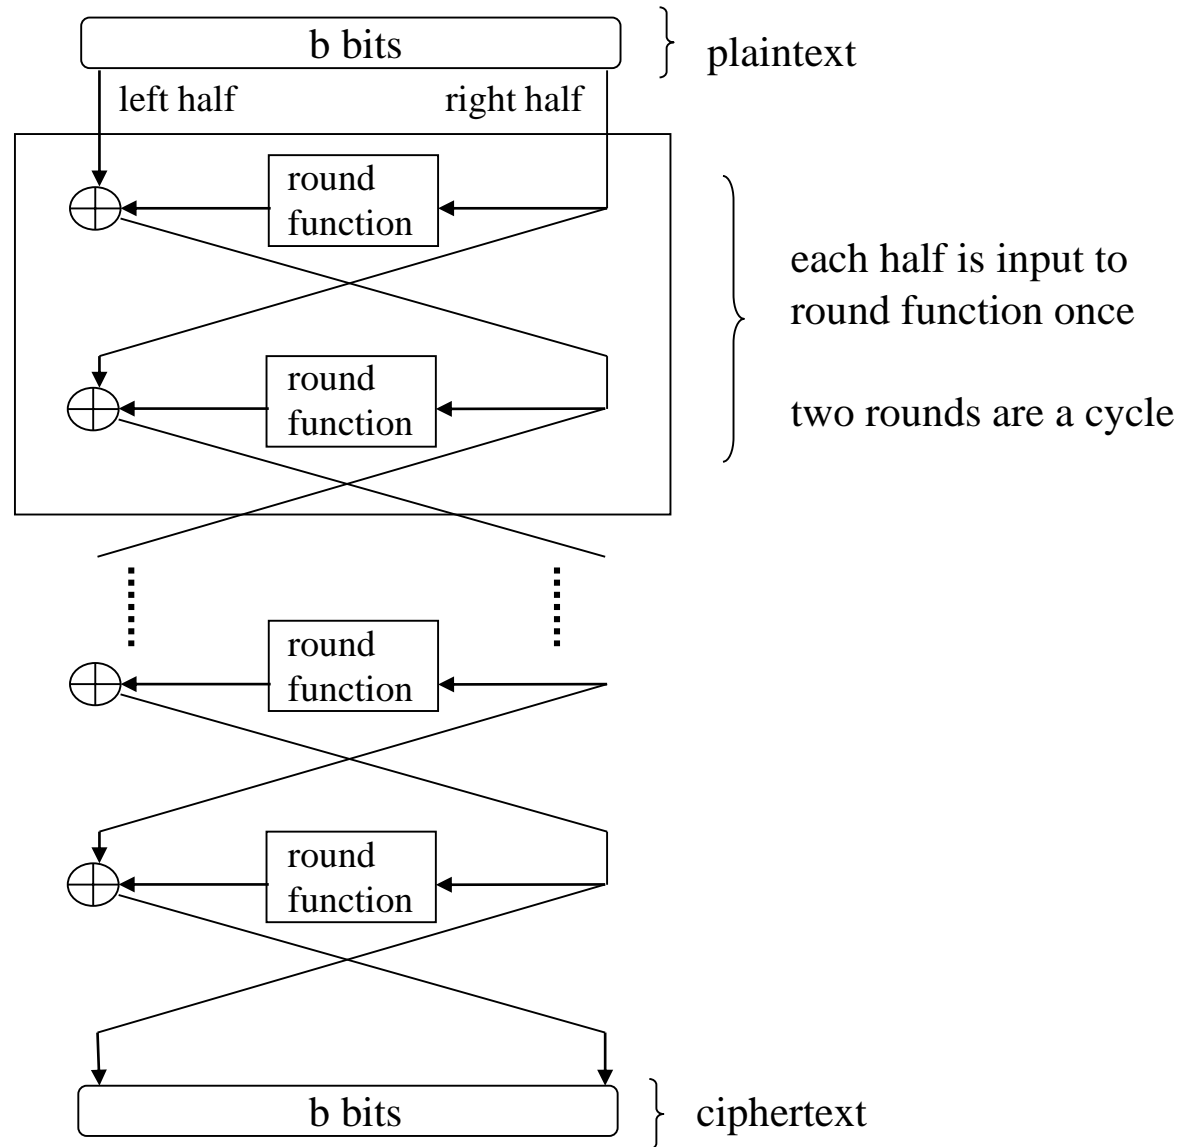 b bits
plaintext
left half
right half
round
function
each half is input to
round function once
round
function
two rounds are a cycle
round
function
round
function
b bits
ciphertext